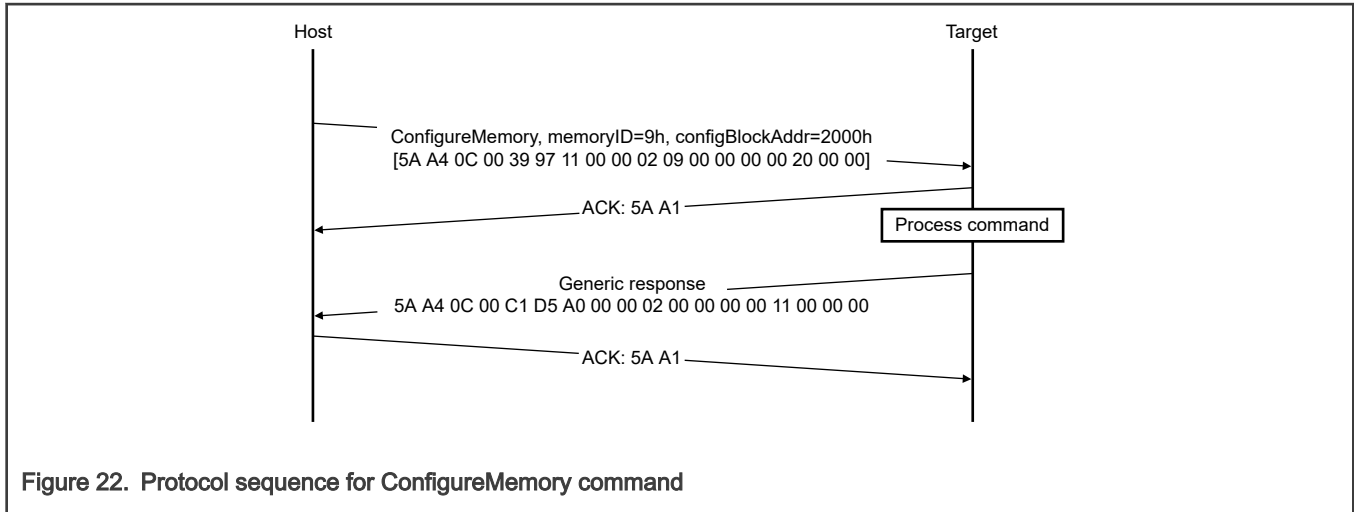 Host
Target
ConfigureMemory, memoryID=9h, configBlockAddr=2000h
[5A A4 0C 00 39 97 11 00 00 02 09 00 00 00 00 20 00 00]
ACK: 5A A1
Process command
Generic response
5A A4 0C 00 C1 D5 A0 00 00 02 00 00 00 00 11 00 00 00
ACK: 5A A1
Figure 22. Protocol sequence for ConfigureMemory command